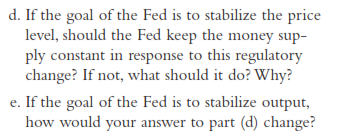 d. If the goal of the Fed is to stabilize the price
level, should the Fed keep the money sup-
ply constant in response to this regulatory
change? If not, what should it do? Why?
e. If the goal of the Fed is to stabilize output,
how would your answer to part (d) change?